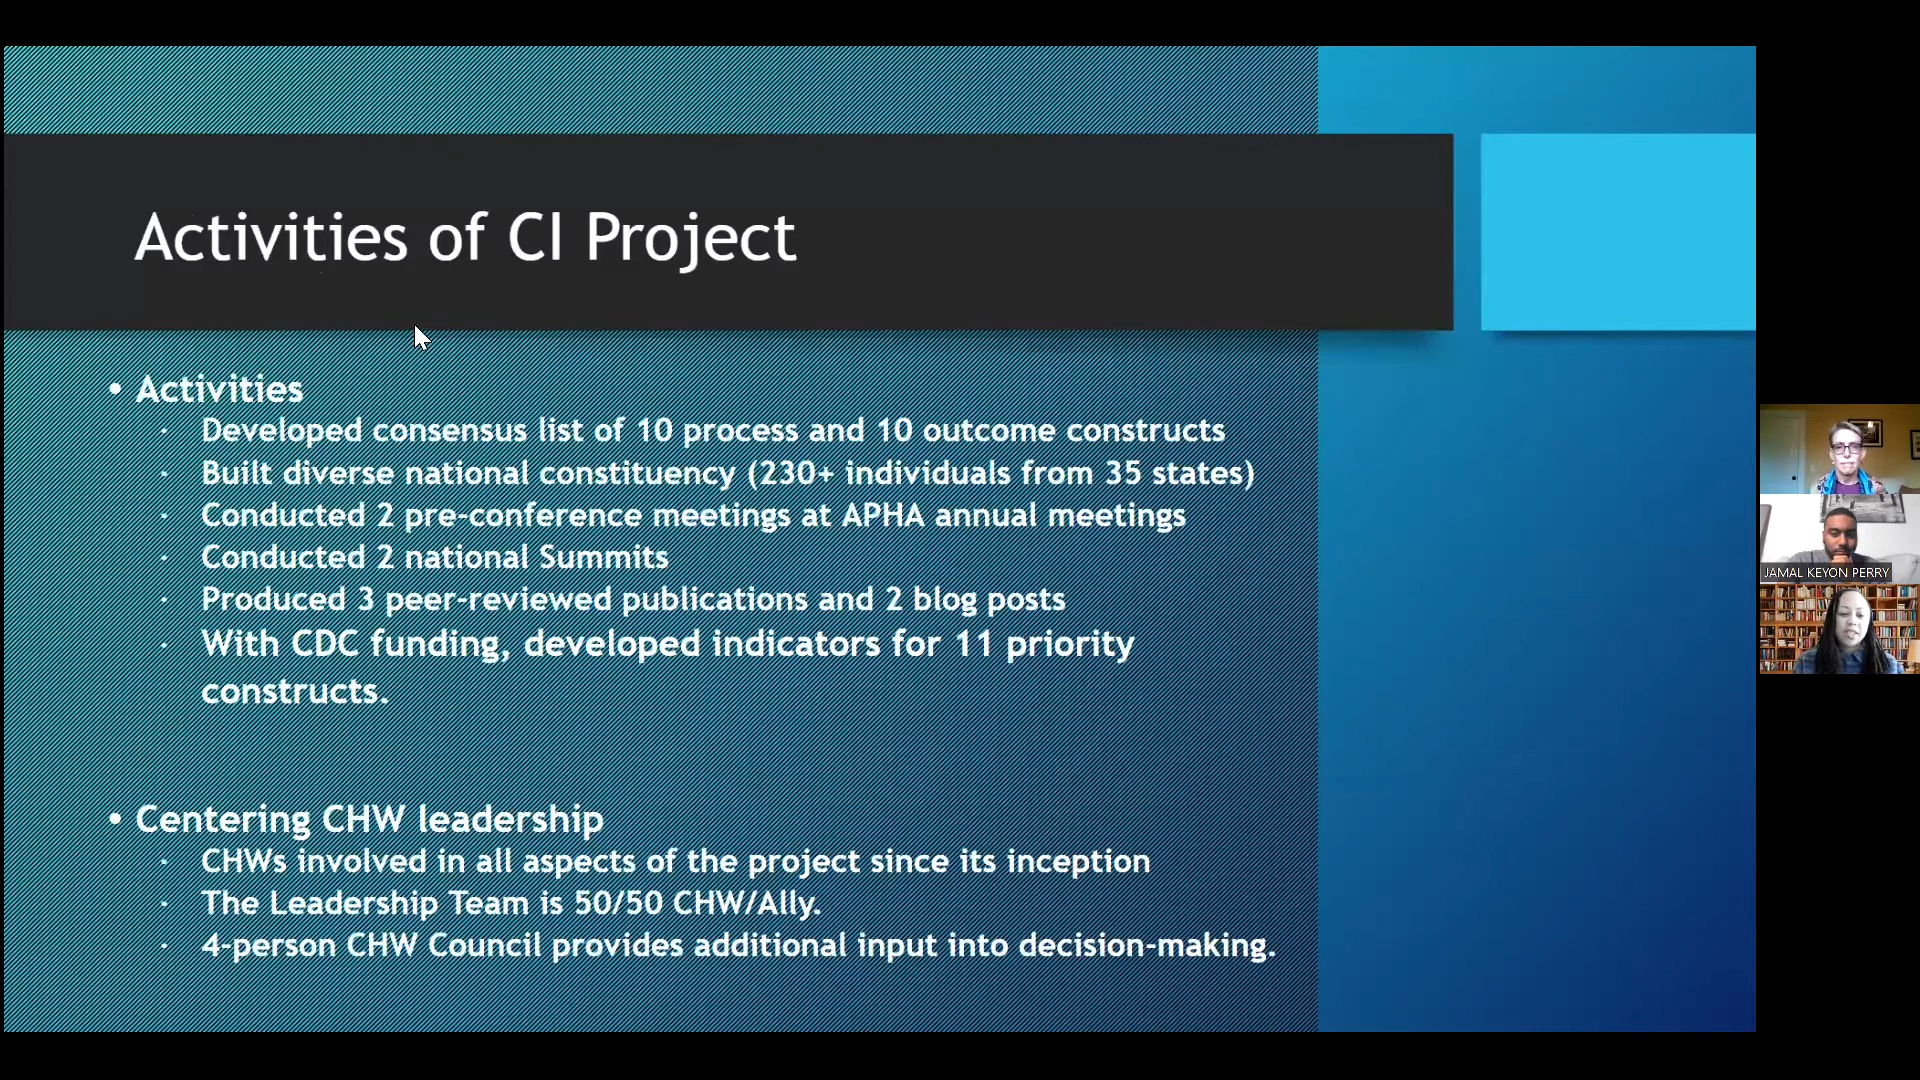 Activities of CI Project
• Activities
· Developed consensus list of 10 process and 10 outcome constructs
· Built diverse national constituency (230+ individuals from 35 states)
· Conducted 2 pre-conference meetings at APHA annual meetings
· Conducted 2 national Summits
· Produced 3 peer-reviewed publications and 2 blog posts
· With CDC funding, developed indicators for 11 priority
constructs.
• Centering CHW leadership
· CHWs involved in all aspects of the project since its inception
· The Leadership Team is 50/50 CHW/Ally.
· 4-person CHW Council provides additional input into decision-making.
JAMAL KEYON PERRY